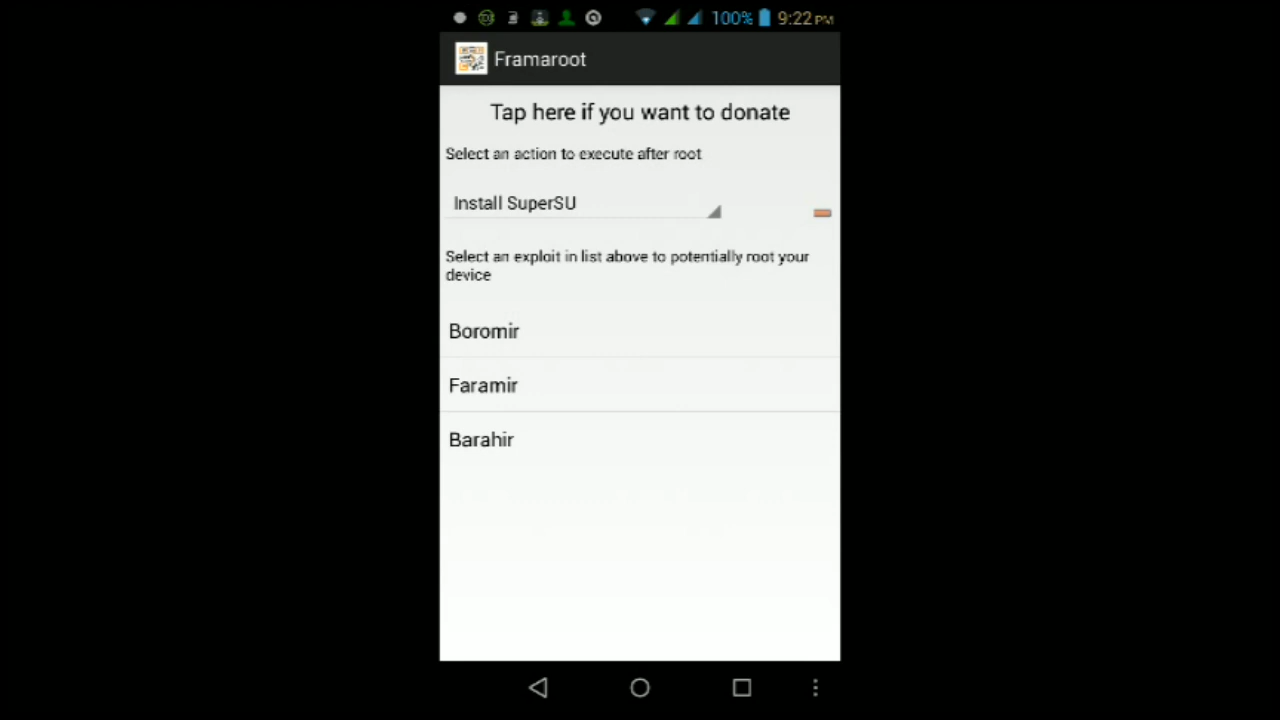 100% 9:22 PM
Framaroot
Tap here if you want to donate
Select an action to execute after root
Install SuperSU
Select an exploit in list above to potentially root your
device
Boromir
Faramir
Barahir